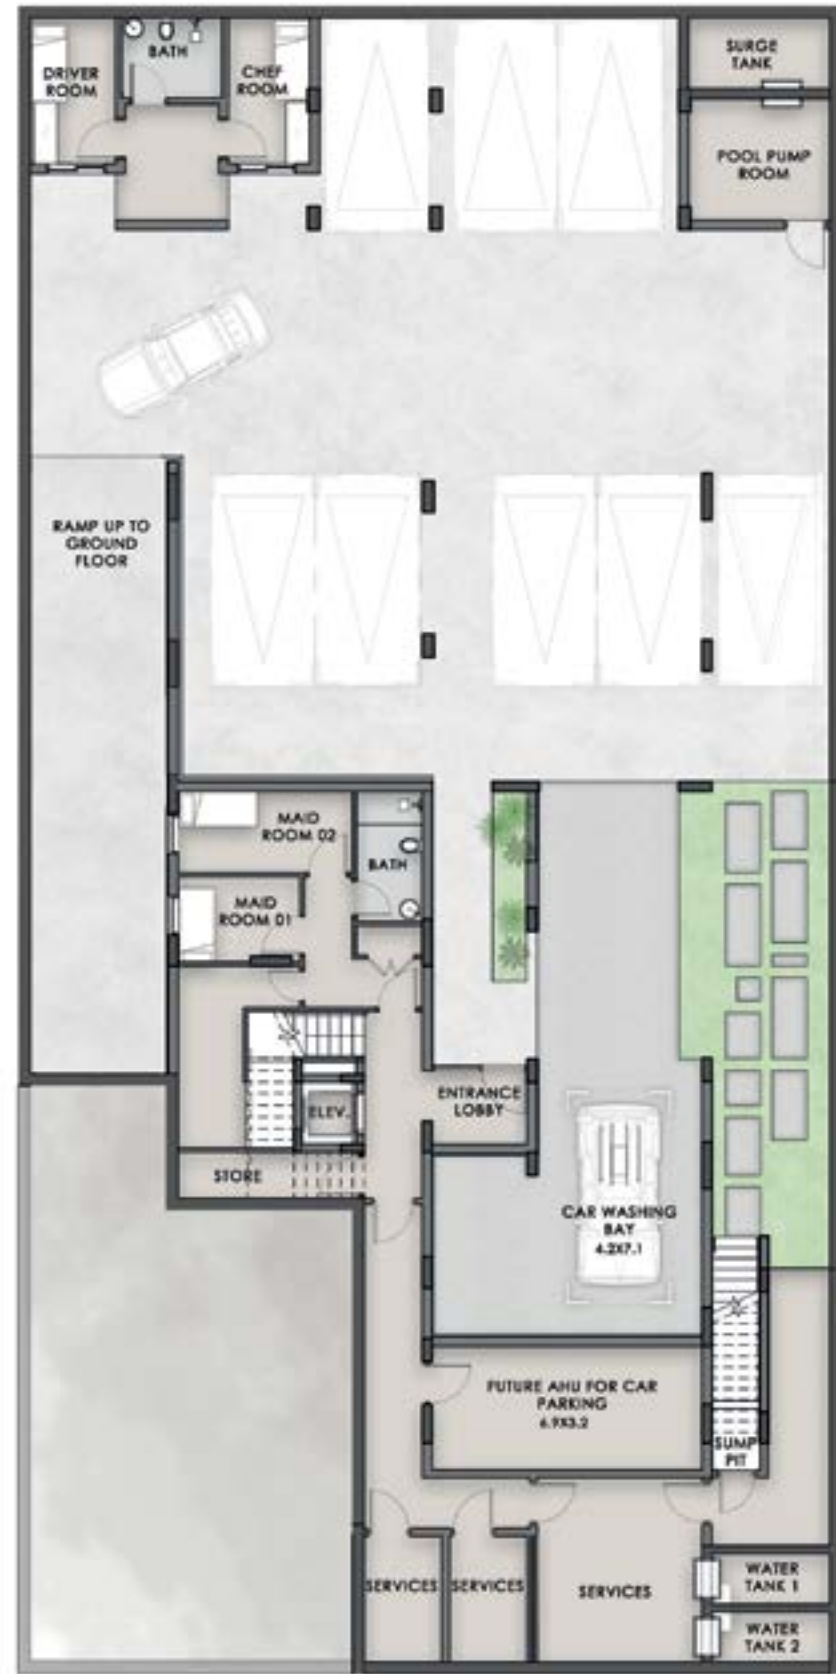 BATH
DRIVER
ROOM
CHEF
ROOM
SURGE
TANK
POOL PUMP
ROOM
RAMP UP TO
GROUND
FLOOR
MAID
ROOM 02
BATH
MAID
ROOM 01
ENTRANCE
LOBBY
ELEV.
STORE
CAR WASHING
BAY
4.2X7.1
FUTURE AHU FOR CAR
PARKING
6.9X3.2
SUMP
PIT
SERVICES
SERVICES
SERVICES
WATER
TANK 1
WATER
TANK 2